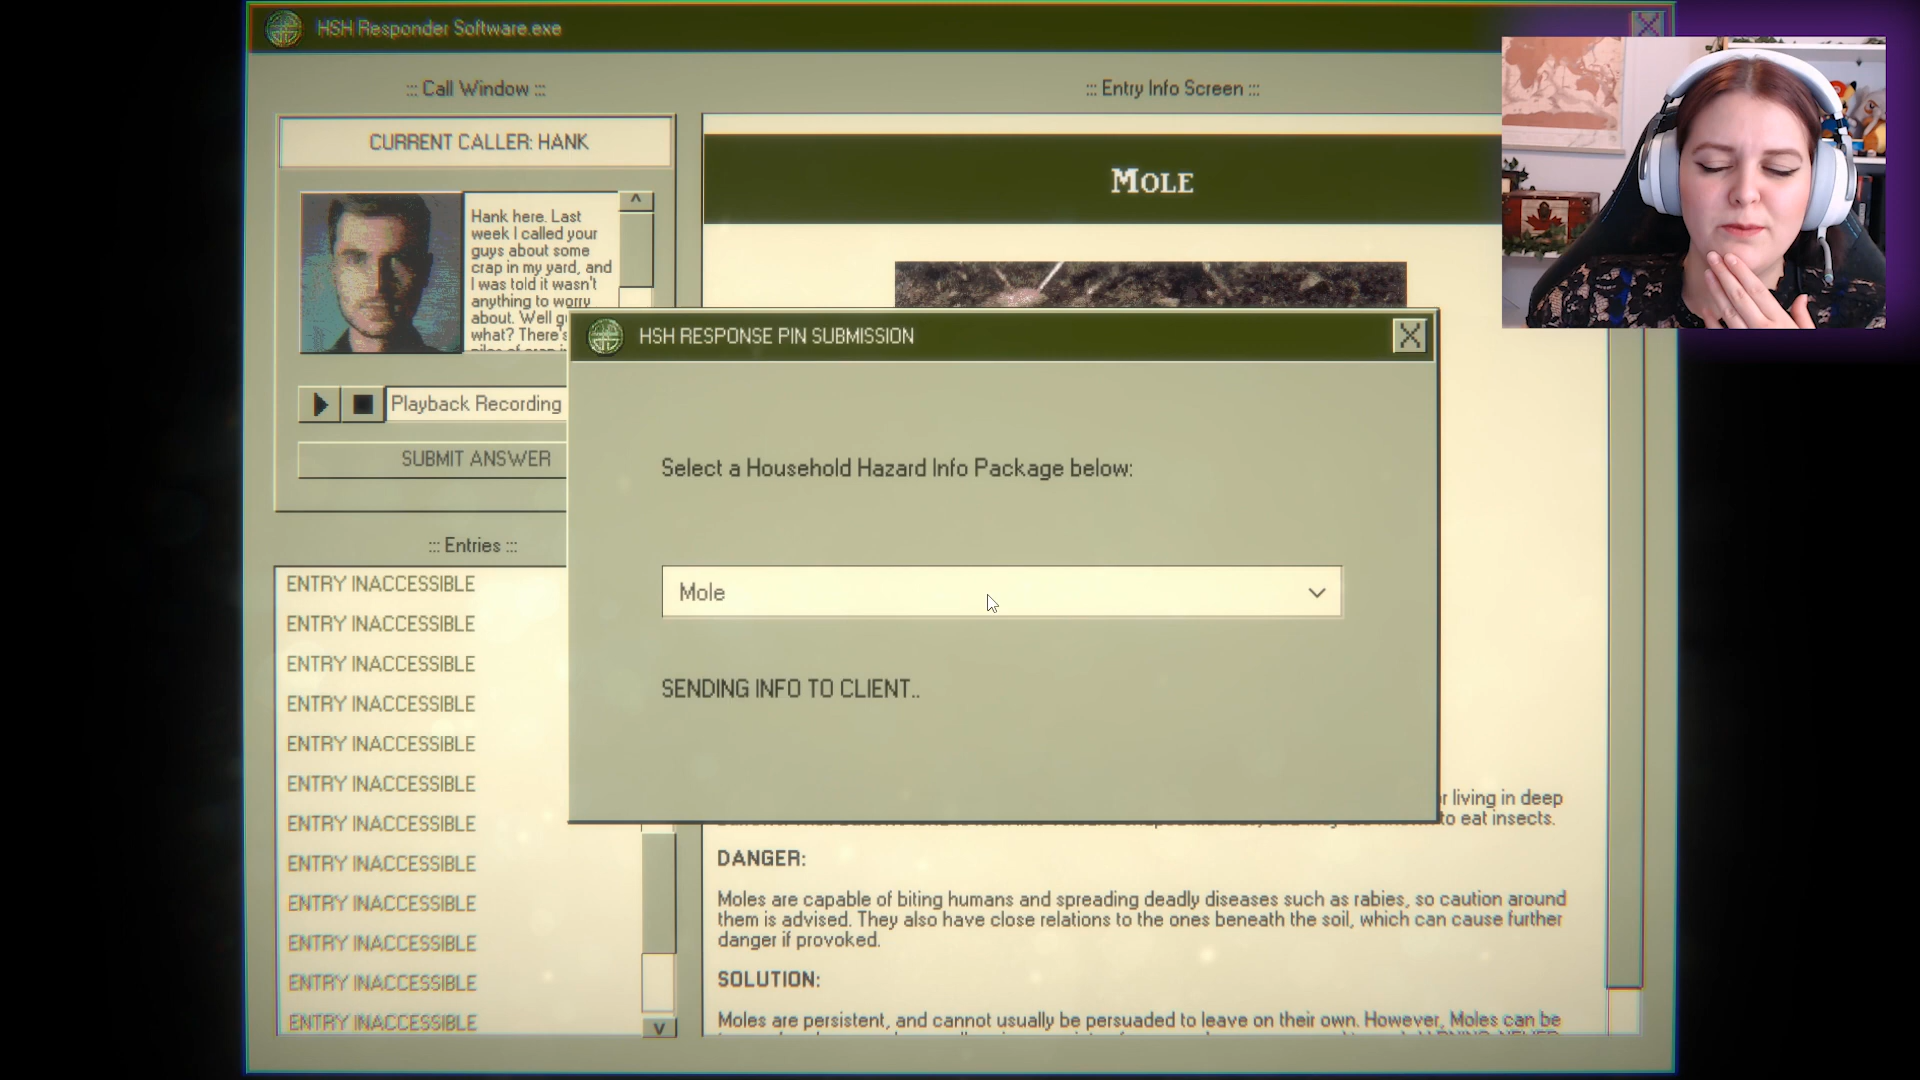 HSH Responder Software.exe
::: Call Window :::
::: Entry Info Screen :::
CURRENT CALLER: HANK
Hank here. Last
week I called your
guys about some
crap in my yard, and
I was told it wasn't
anything to worry
about. Well
what? There's
Playback Recording
SUBMIT ANSWER
::: Entries :::
ENTRY INACCESSIBLE
ENTRY INACCESSIBLE
ENTRY INACCESSIBLE
ENTRY INACCESSIBLE
ENTRY INACCESSIBLE
ENTRY INACCESSIBLE
ENTRY INACCESSIBLE
ENTRY INACCESSIBLE
ENTRY INACCESSIBLE
ENTRY INACCESSIBLE
ENTRY INACCESSIBLE
ENTRY INACCESSIBLE
MOLE
HSH RESPONSE PIN SUBMISSION
Select a Household Hazard Info Package below:
Mole
SENDING INFO TO CLIENT..
living in deep
to eat insects.
DANGER:
Moles are capable of biting humans and spreading deadly diseases such as rabies, so caution around
them is advised. They also have close relations to the ones beneath the soil, which can cause further
danger if provoked.
SOLUTION:
Moles are persistent, and cannot usually be persuaded to leave on their own. However, Moles can be